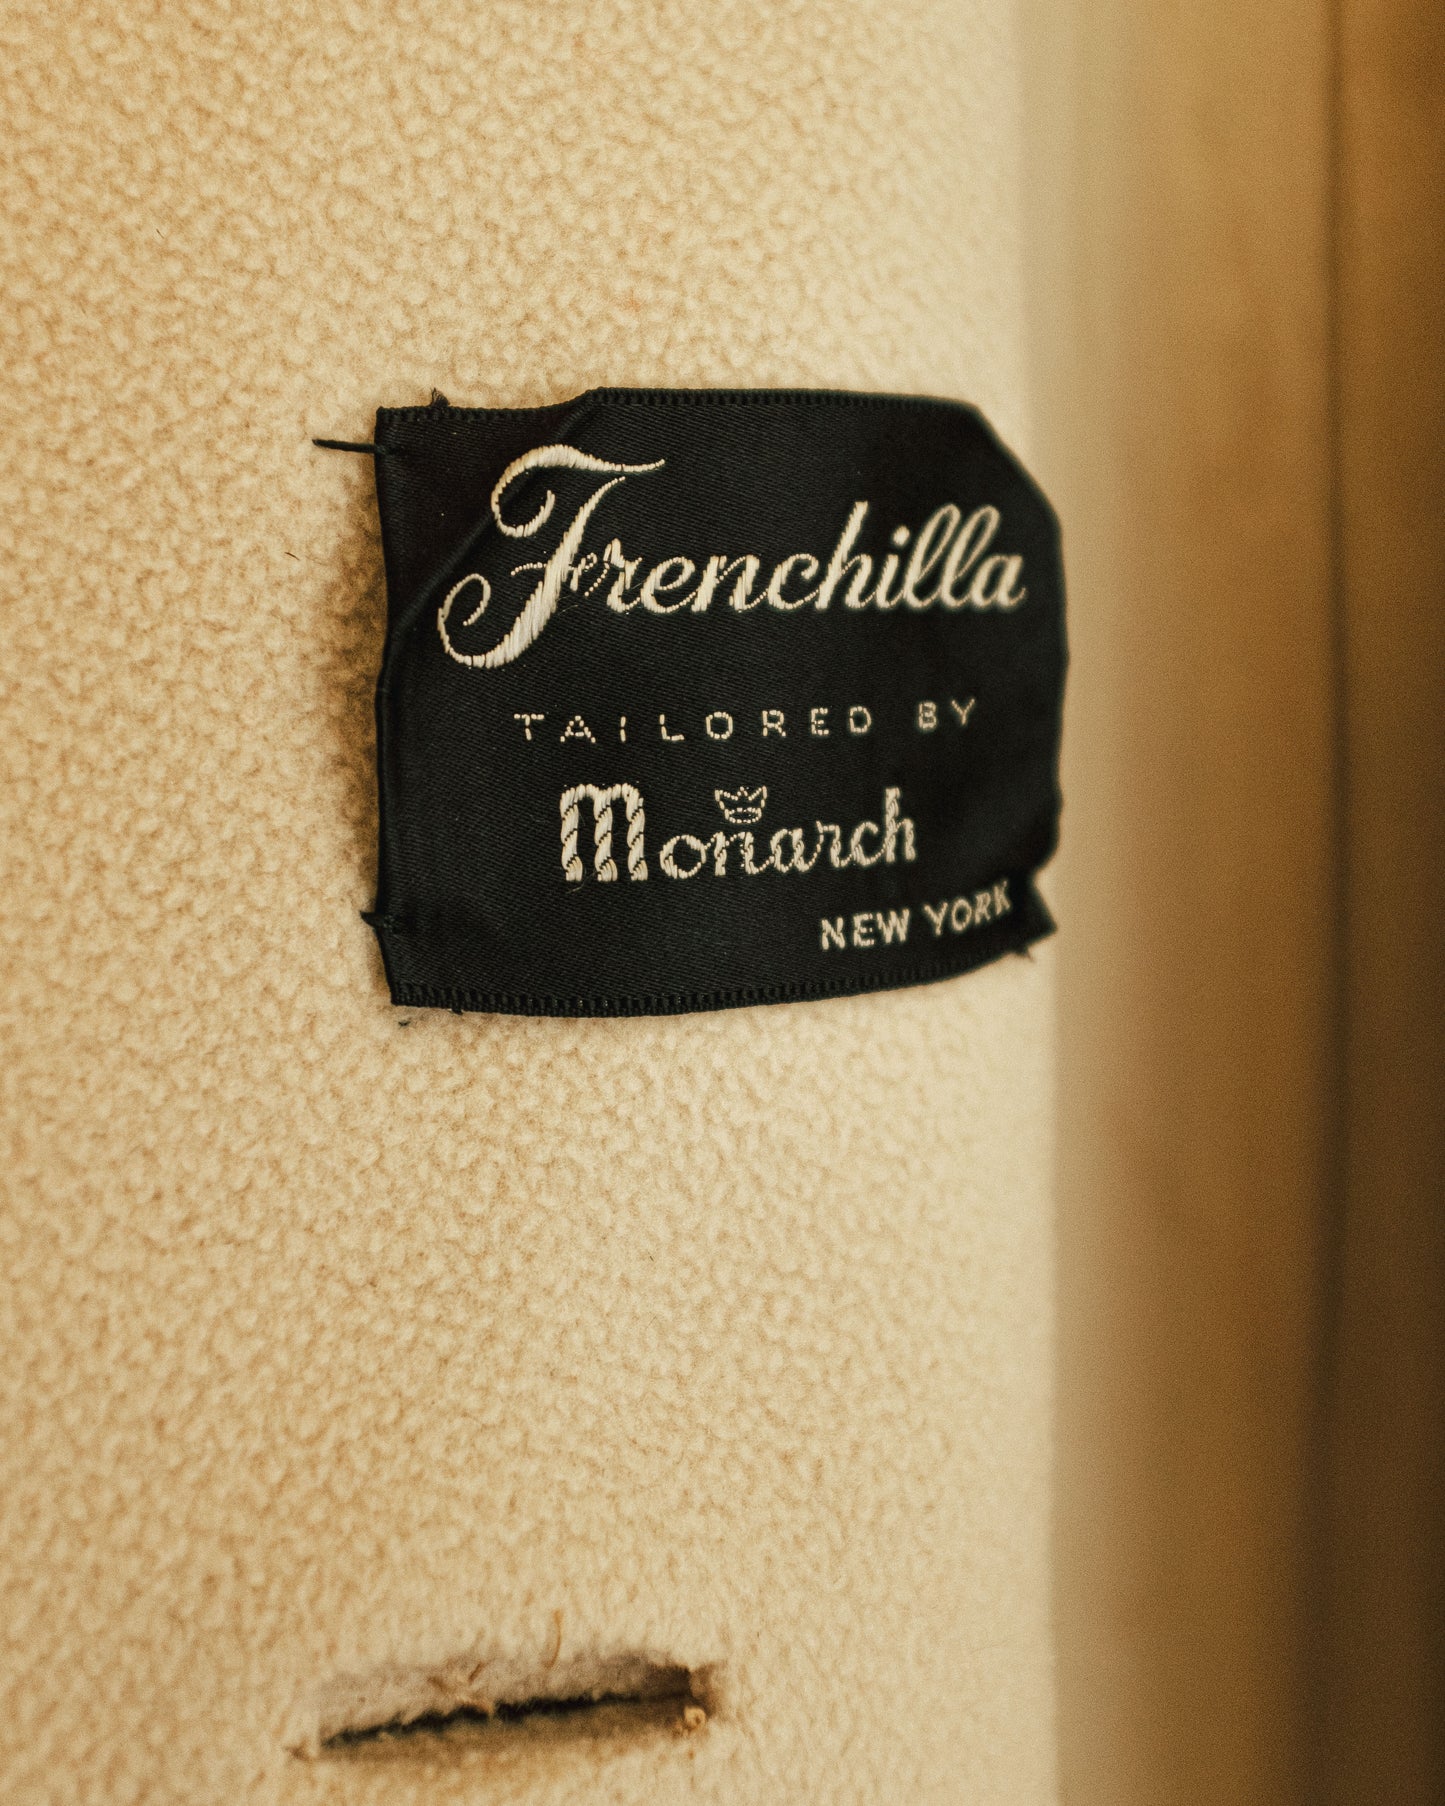 Frenchilla
TAILORED BY
Monarch
NEW YORK